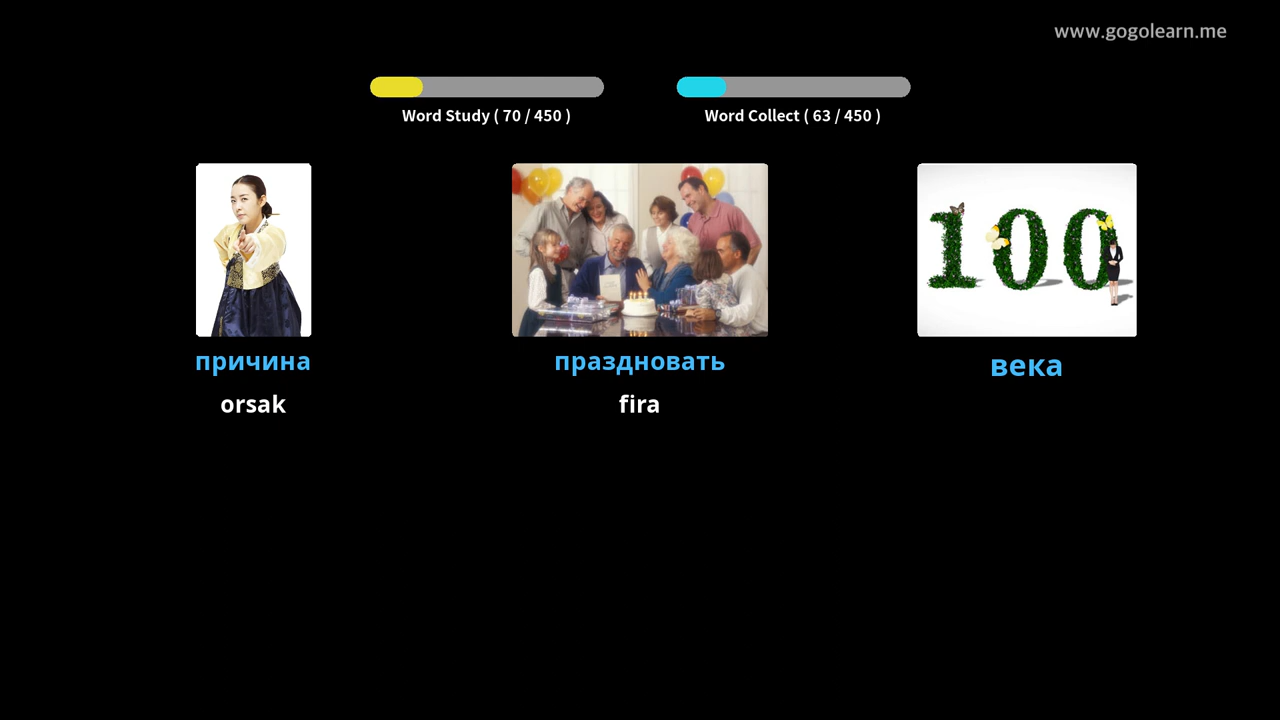 www.gogolearn.me
Word Study ( 70 / 450 )
Word Collect ( 63 / 450 )
причина
праздновать
века
orsak
fira